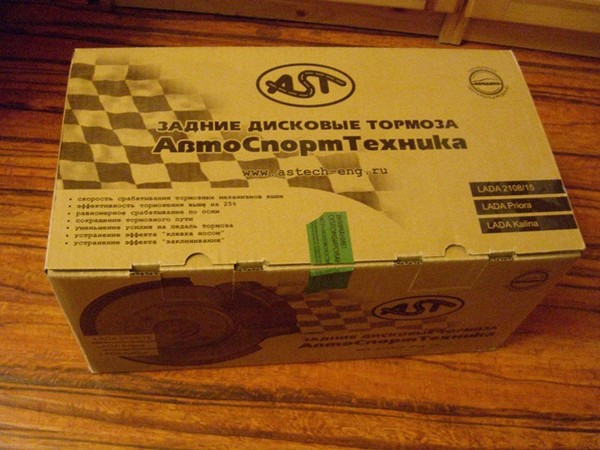 AST
ЗАДНИЕ ДИСКОВЫЕ ТОРМОЗА
АвтоСпортТехника
www.astech-eng.ru
• скорость срабатывания тормозных механизмов выше
• эффективность торможения выше на 25%
• равномерное срабатывание по осям
• сокращение тормозного пути
• уменьшение усилия на педаль тормоза
• устранение эффекта "клевка носом"
• устранение эффекта "заклинивания"
LADA 2108/15
LADA Priora
LADA Kalina
AST
ЗАДНИЕ ДИСКОВЫЕ ТОРМОЗА
АвтоСпортТехника